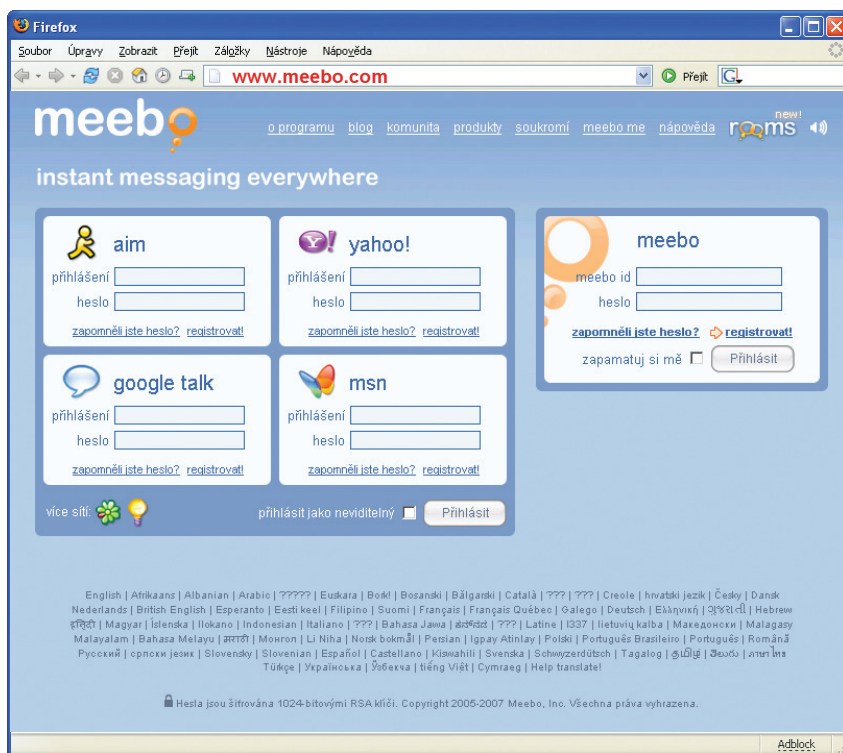 Firefox
Soubor Úpravy Zobrazit Přejít Záložky Nástroje Nápověda
www.meebo.com Přejít G
meebo
o programu blog komunita produkty soukromí meebo me nápověda new! rooms
instant messaging everywhere
aim
přihlášení
heslo
zapomněli jste heslo? registrovat!
yahoo!
přihlášení
heslo
zapomněli jste heslo? registrovat!
google talk
přihlášení
heslo
zapomněli jste heslo? registrovat!
msn
přihlášení
heslo
zapomněli jste heslo? registrovat!
více sítí: přihlásit jako neviditelný Přihlásit
meebo
meebo id
heslo
zapomněli jste heslo? registrovat!
zapamatuj si mě Přihlásit
English | Afrikaans | Albanian | Arabic | ????? | Euskara | Bork! | Bosanski | Bãlgarski | Català | ??? | ??? | Creole | hrvatski jezik | Česky | Dansk
Nederlands | British English | Esperanto | Eesti keel | Filipino | Suomi | Français | Français Québec | Galego | Deutsch | Ελληνική | ગુજરાતી | Hebrew
हिंदी | Magyar | Íslenska | Ilokano | Indonesian | Italiano | ??? | Bahasa Jawa | ಕನ್ನಡ | ??? | Latine | l337 | lietuvių kalba | Македонски | Malagasy
Malayalam | Bahasa Melayu | मराठी | Монгол | Li Niha | Norsk bokmål | Persian | Igpay Atinlay | Polski | Português Brasileiro | Português | Română
Русский | српски језик | Slovensky | Slovenian | Español | Castellano | Kiswahili | Svenska | Schwyzerdütsch | Tagalog | தமிழ் | తెలుగు | ภาษาไทย
Türkçe | Українська | Ўзбекча | tiếng Việt | Cymraeg | Help translate!
Hesla jsou šifrována 1024-bitovými RSA klíči. Copyright 2005-2007 Meebo, Inc. Všechna práva vyhrazena.
Adblock